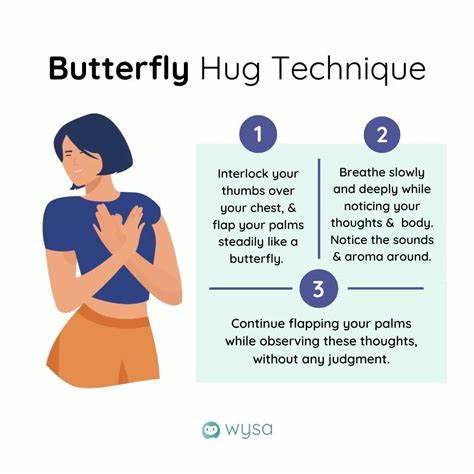 Butterfly Hug Technique
1
Interlock your
thumbs over
your chest, &
flap your palms
steadily like a
butterfly.
2
Breathe slowly
and deeply while
noticing your
thoughts & body.
Notice the sounds
& aroma around.
3
Continue flapping your palms
while observing these thoughts,
without any judgment.
wysa